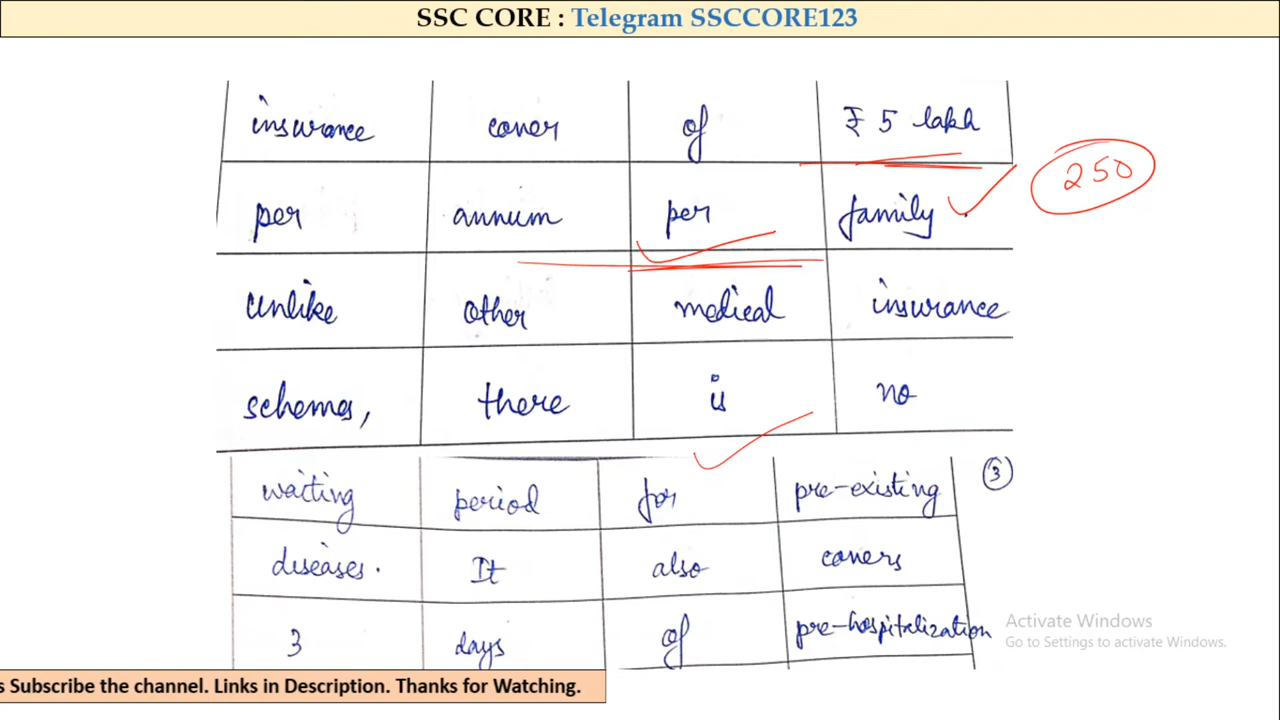 SSC CORE : Telegram SSCCORE123
insurance cover of ₹ 5 lakh
250
per annum per family.
unlike other medical insurance
schemes, there is no
waiting period for pre-existing
3
diseases. It also covers
3 days of pre-hospitalization
Activate Windows
Go to Settings to activate Windows.
s Subscribe the channel. Links in Description. Thanks for Watching.